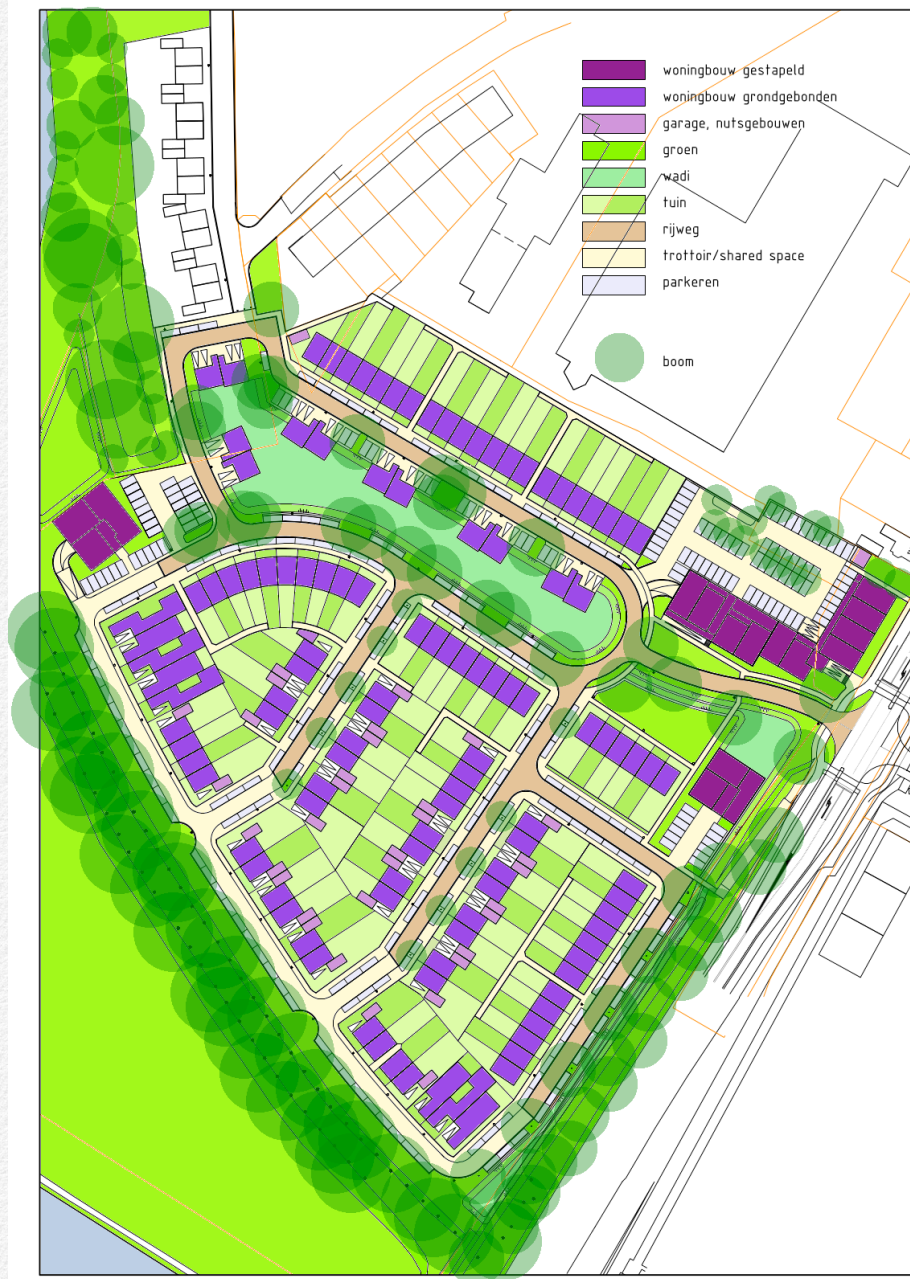 woningbouw gestapeld
woningbouw grondgebonden
garage, nutsgebouwen
groen
wadi
tuin
rijweg
trottoir/shared space
parkeren
boom